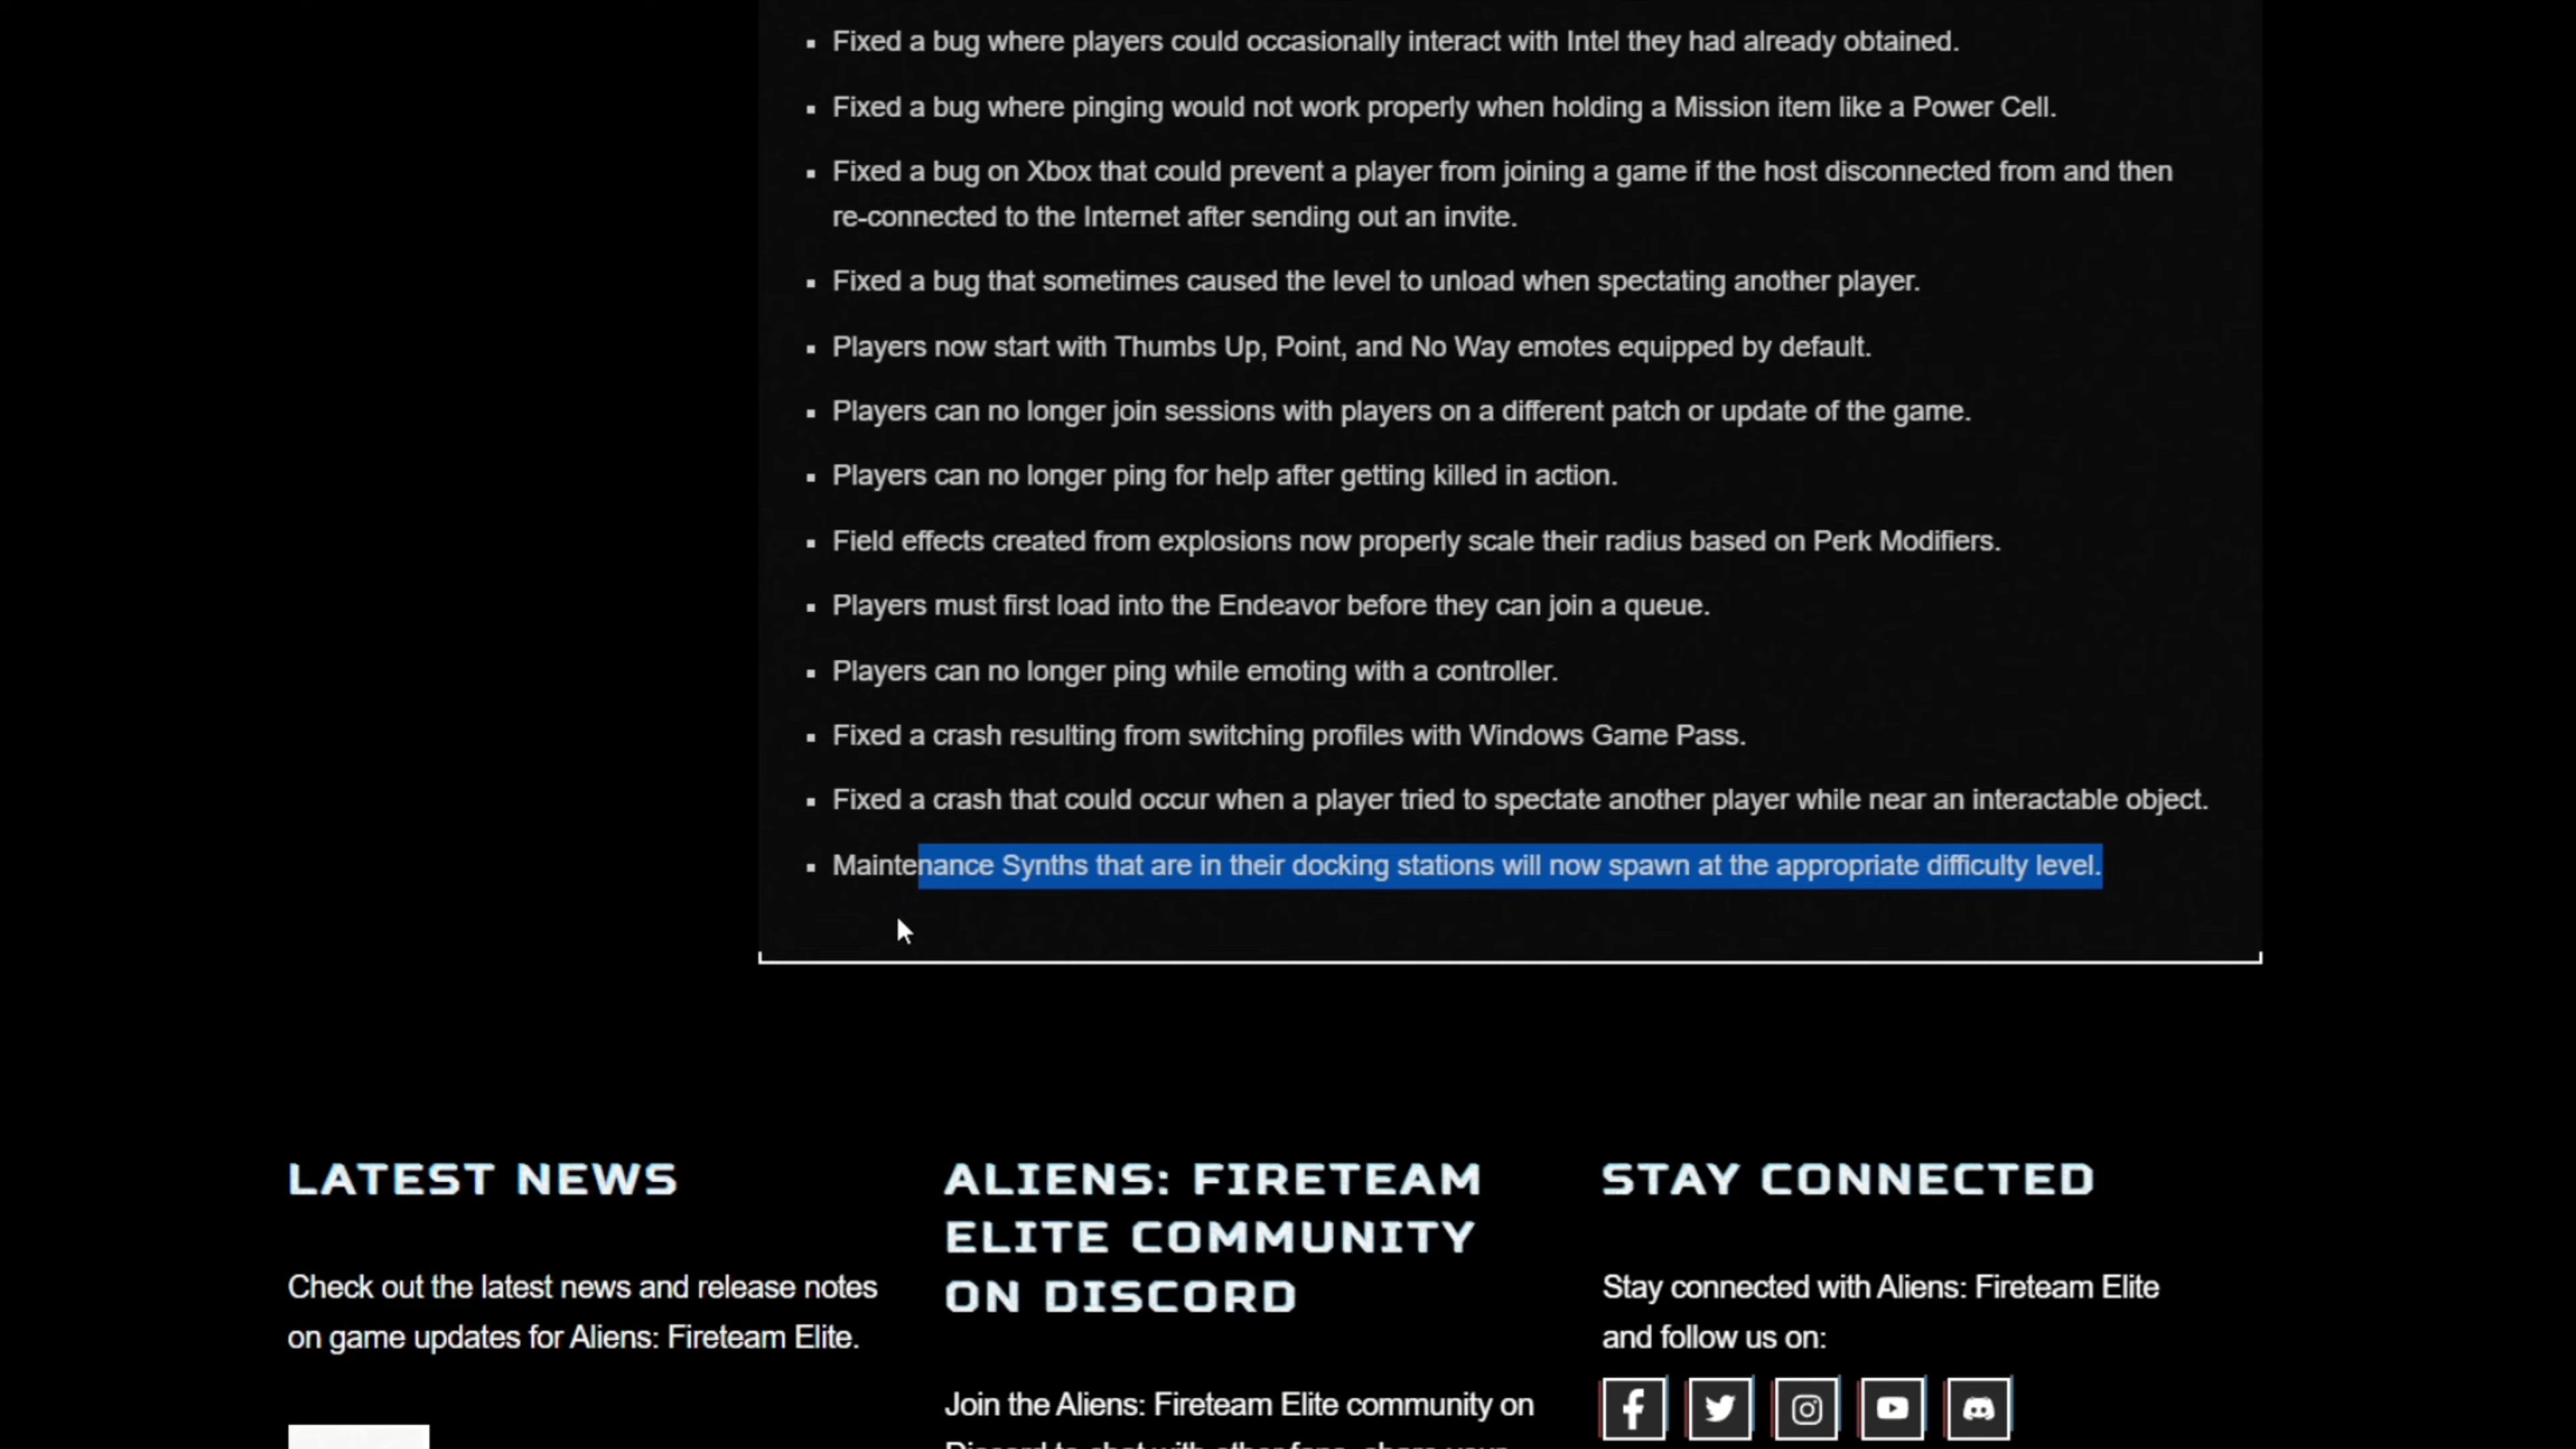 Fixed a bug where players could occasionally interact with Intel they had already obtained.
Fixed a bug where pinging would not work properly when holding a Mission item like a Power Cell.
Fixed a bug on Xbox that could prevent a player from joining a game if the host disconnected from and then
re-connected to the Internet after sending out an invite.
Fixed a bug that sometimes caused the level to unload when spectating another player.
Players now start with Thumbs Up, Point, and No Way emotes equipped by default.
Players can no longer join sessions with players on a different patch or update of the game.
Players can no longer ping for help after getting killed in action.
Field effects created from explosions now properly scale their radius based on Perk Modifiers.
Players must first load into the Endeavor before they can join a queue.
Players can no longer ping while emoting with a controller.
Fixed a crash resulting from switching profiles with Windows Game Pass.
Fixed a crash that could occur when a player tried to spectate another player while near an interactable object.
Maintenance Synths that are in their docking stations will now spawn at the appropriate difficulty level.
LATEST NEWS
Check out the latest news and release notes
on game updates for Aliens: Fireteam Elite.
ALIENS: FIRETEAM
ELITE COMMUNITY
ON DISCORD
Join the Aliens: Fireteam Elite community on
STAY CONNECTED
Stay connected with Aliens: Fireteam Elite
and follow us on: